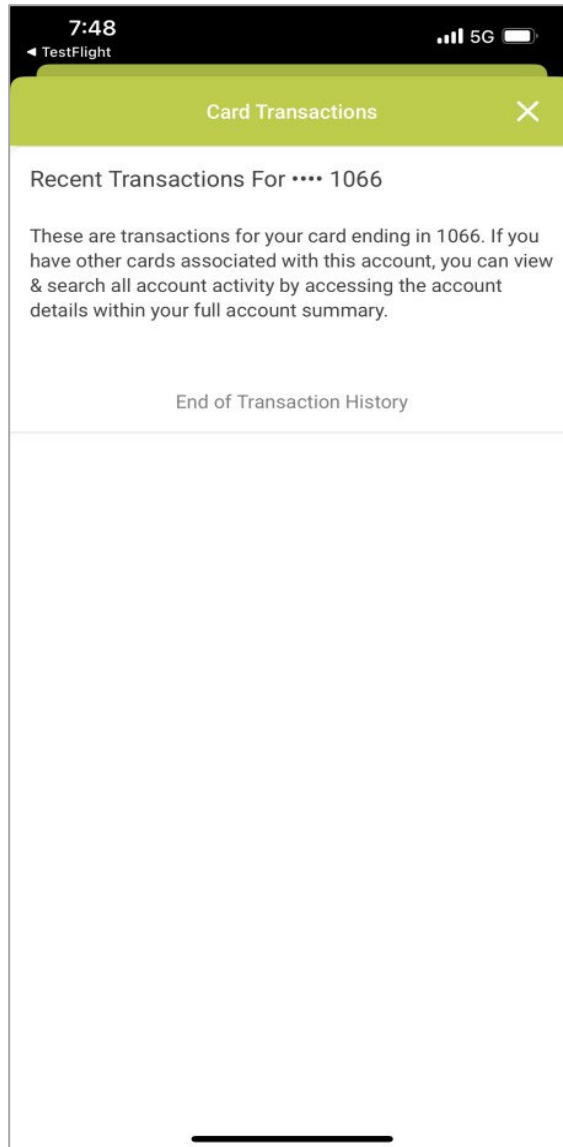 7:48
5G
◀ TestFlight
Card Transactions
Recent Transactions For •••• 1066
These are transactions for your card ending in 1066. If you
have other cards associated with this account, you can view
& search all account activity by accessing the account
details within your full account summary.
End of Transaction History